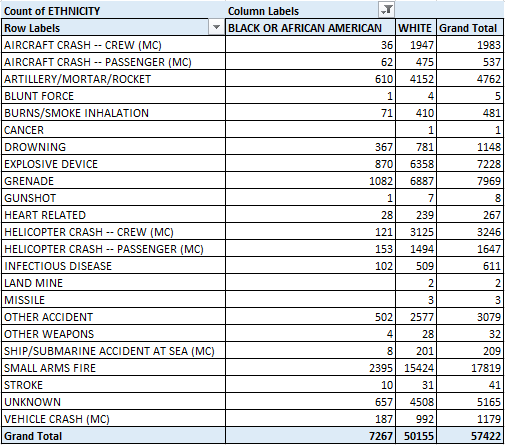 Count of ETHNICITY Column Labels
Row Labels BLACK OR AFRICAN AMERICAN WHITE Grand Total
AIRCRAFT CRASH -- CREW (MC) 36 1947 1983
AIRCRAFT CRASH -- PASSENGER (MC) 62 475 537
ARTILLERY/MORTAR/ROCKET 610 4152 4762
BLUNT FORCE 1 4 5
BURNS/SMOKE INHALATION 71 410 481
CANCER 1 1
DROWNING 367 781 1148
EXPLOSIVE DEVICE 870 6358 7228
GRENADE 1082 6887 7969
GUNSHOT 1 7 8
HEART RELATED 28 239 267
HELICOPTER CRASH -- CREW (MC) 121 3125 3246
HELICOPTER CRASH -- PASSENGER (MC) 153 1494 1647
INFECTIOUS DISEASE 102 509 611
LAND MINE 2 2
MISSILE 3 3
OTHER ACCIDENT 502 2577 3079
OTHER WEAPONS 4 28 32
SHIP/SUBMARINE ACCIDENT AT SEA (MC) 8 201 209
SMALL ARMS FIRE 2395 15424 17819
STROKE 10 31 41
UNKNOWN 657 4508 5165
VEHICLE CRASH (MC) 187 992 1179
Grand Total 7267 50155 57422